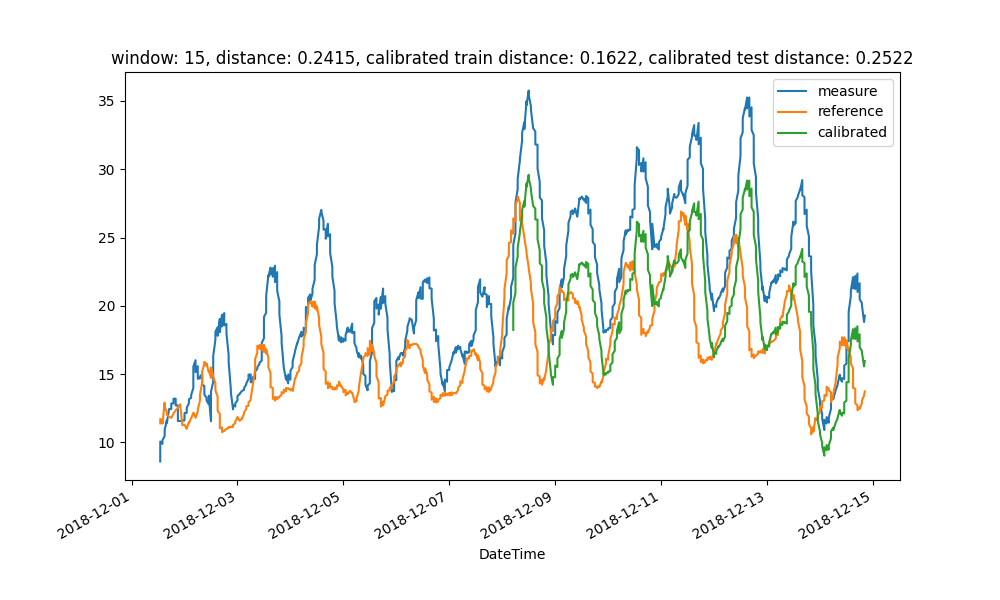 window: 15, distance: 0.2415, calibrated train distance: 0.1622, calibrated test distance: 0.2522
measure
reference
calibrated
35
30
25
20
15
10
2018-12-01
2018-12-03
2018-12-05
2018-12-07
2018-12-09
2018-12-11
2018-12-13
2018-12-15
DateTime